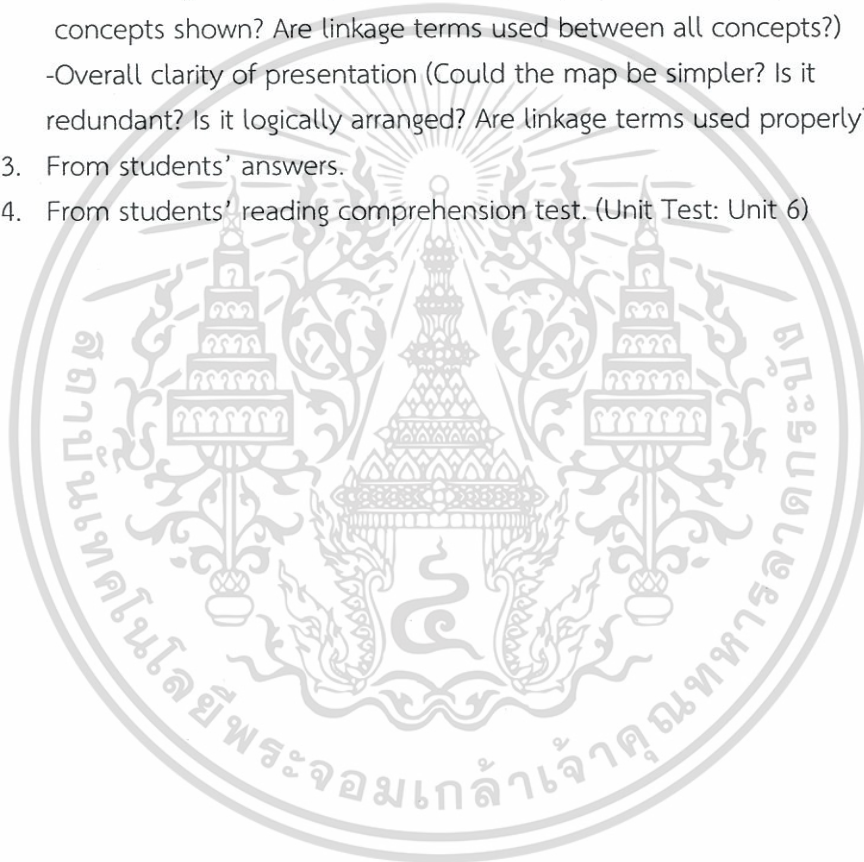 concepts shown? Are linkage terms used between all concepts?)
-Overall clarity of presentation (Could the map be simpler? Is it
redundant? Is it logically arranged? Are linkage terms used properly?
3. From students’ answers.
4. From students’ reading comprehension test. (Unit Test: Unit 6)
สถาบันเทคโนโลยีพระจอมเกล้าเจ้าคุณทหารลาดกระบัง
๔